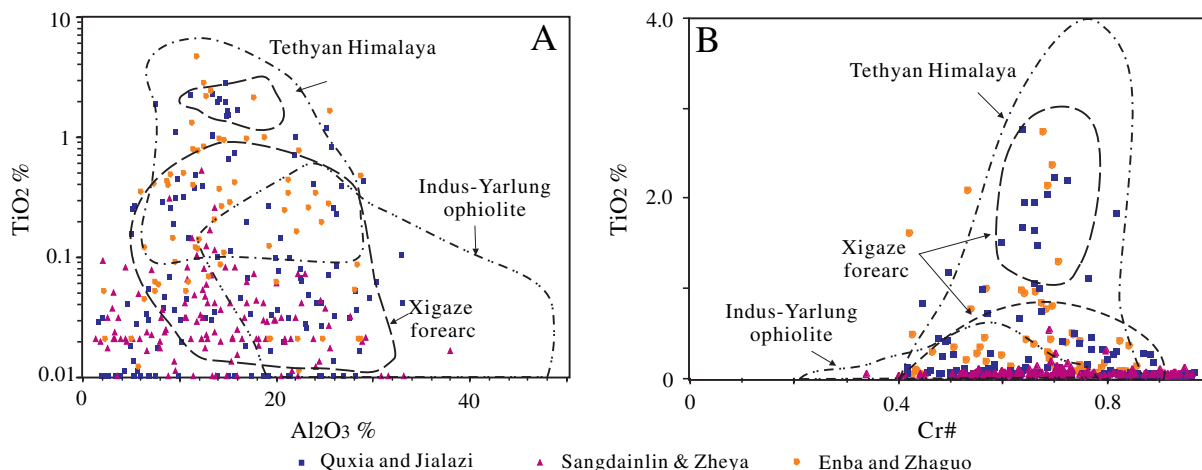 A
TiO2 %
10
1
0.1
0.01
0
20
40
Al2O3 %
Tethyan Himalaya
Indus-Yarlung
ophiolite
Xigaze
forearc
B
TiO2 %
4.0
2.0
0
0
0.4
0.8
Cr#
Tethyan Himalaya
Xigaze
forearc
Indus-Yarlung
ophiolite
Quxia and Jialazi
Sangdainlin & Zheya
Enba and Zhaguo